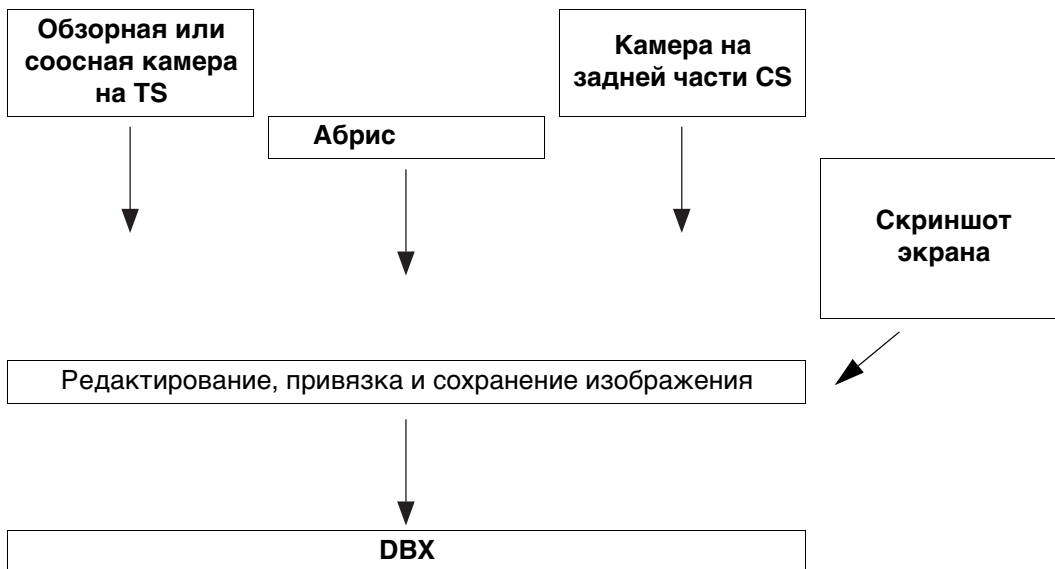 Обзорная или
соосная камера
на TS
Абрис
Камера на
задней части CS
Скриншот
экрана
Редактирование, привязка и сохранение изображения
DBX